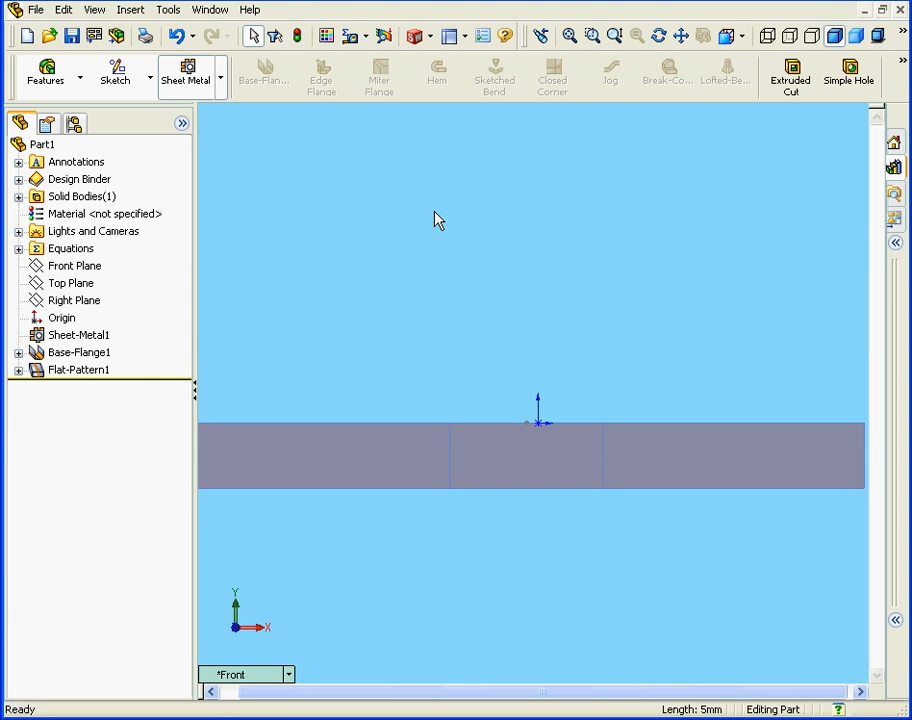 File Edit View Insert Tools Window Help
Features Sketch Sheet Metal Base-Flan... Edge Flange Miter Flange Hem Sketched Bend Closed Corner Jog Break-Co... Lofted-Be... Extruded Cut Simple Hole
Part1
Annotations
Design Binder
Solid Bodies(1)
Material <not specified>
Lights and Cameras
Equations
Front Plane
Top Plane
Right Plane
Origin
Sheet-Metal1
Base-Flange1
Flat-Pattern1
Y
X
*Front
Ready Length: 5mm Editing Part